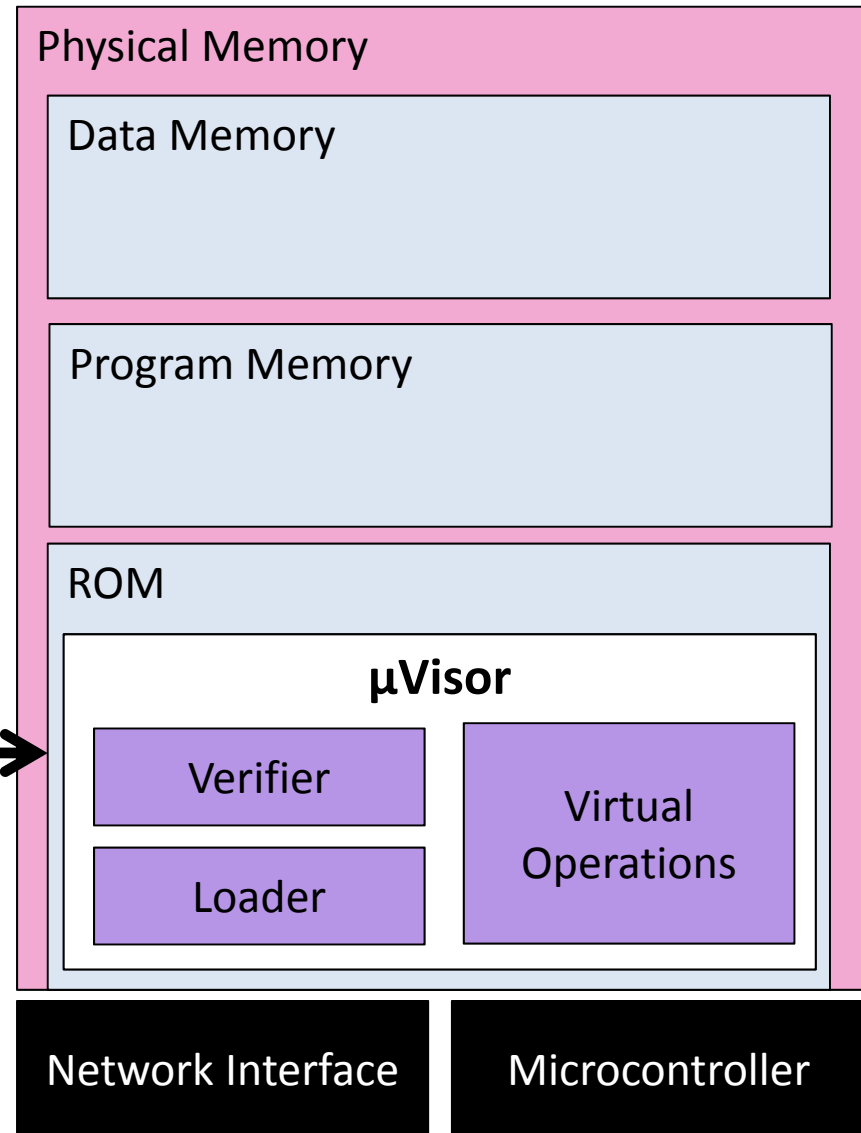 Physical Memory
Data Memory
Program Memory
ROM
µVisor
Verifier
Loader
Virtual
Operations
Network Interface
Microcontroller